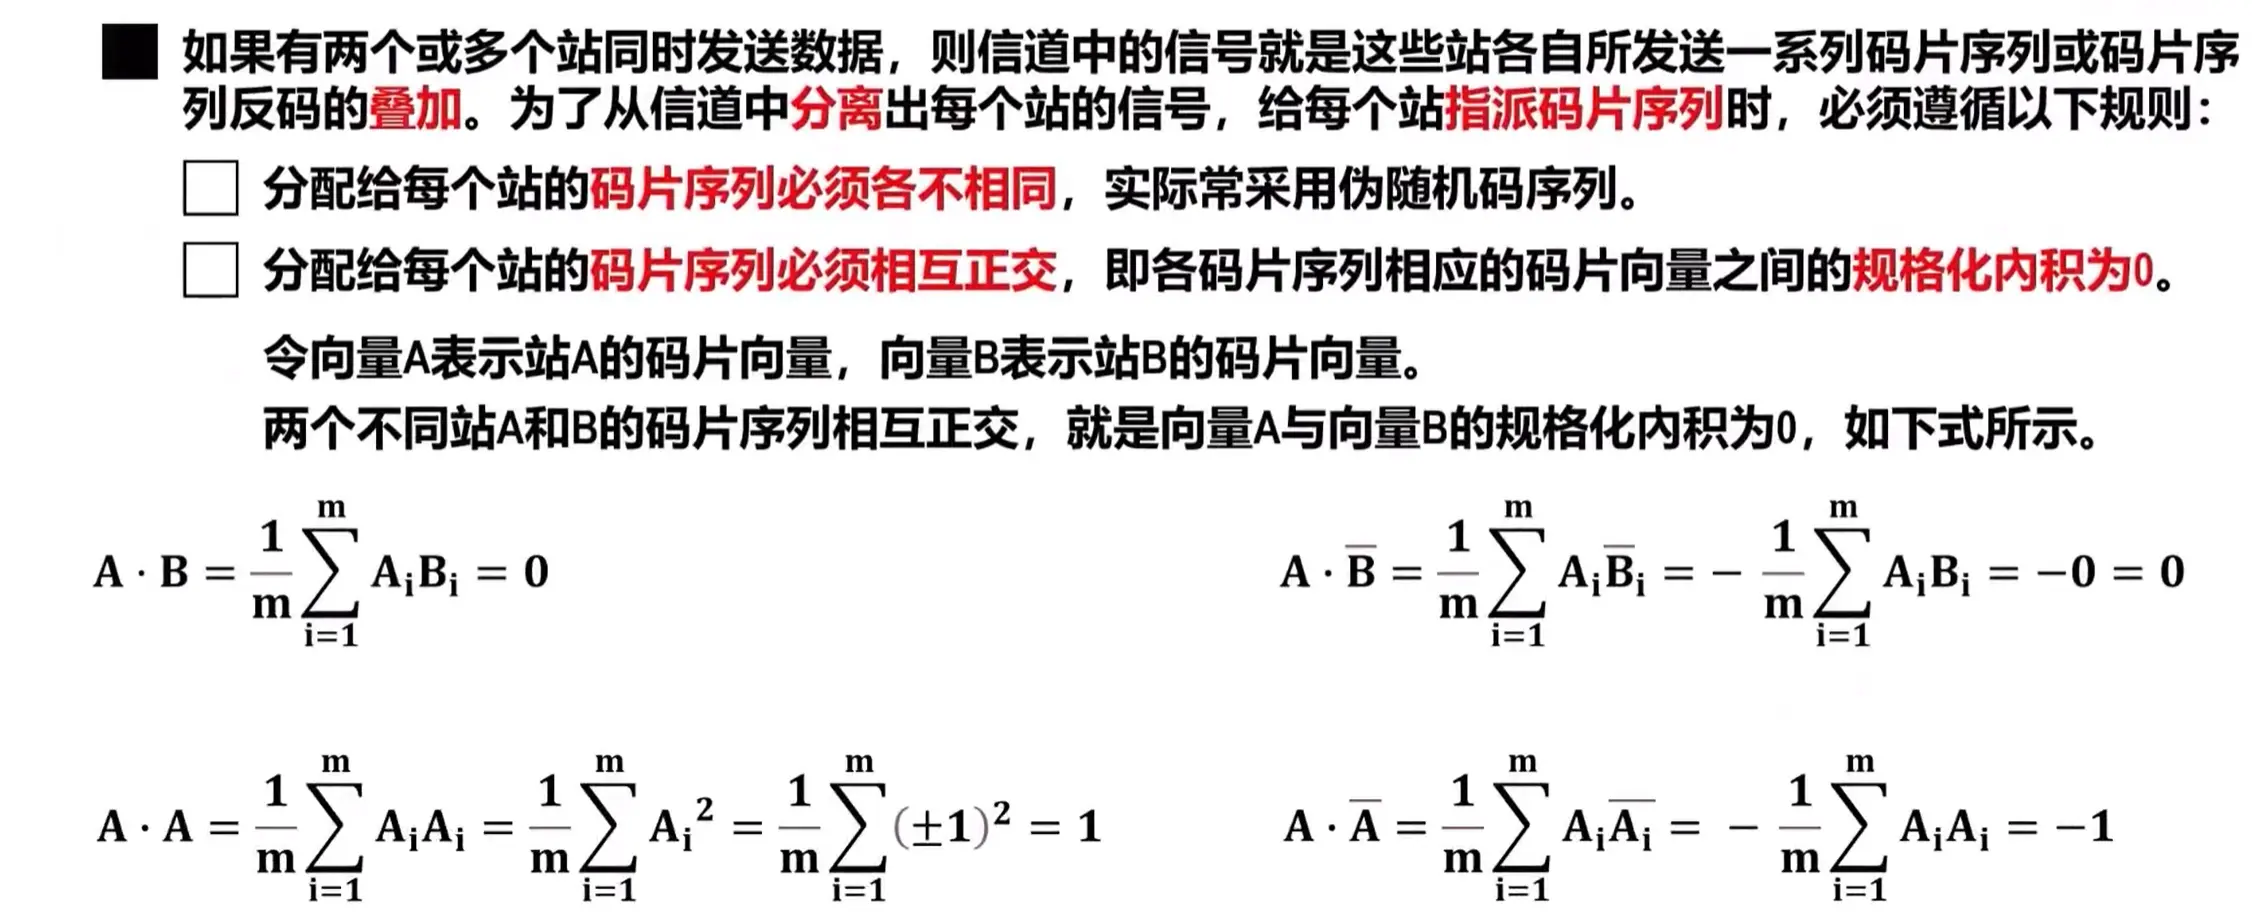 如果有两个或多个站同时发送数据，则信道中的信号就是这些站各自所发送一系列码片序列或码片序
列反码的叠加。为了从信道中分离出每个站的信号，给每个站指派码片序列时，必须遵循以下规则：
分配给每个站的码片序列必须各不相同，实际常采用伪随机码序列。
分配给每个站的码片序列必须相互正交，即各码片序列相应的码片向量之间的规格化内积为0。
令向量A表示站A的码片向量，向量B表示站B的码片向量。
两个不同站A和B的码片序列相互正交，就是向量A与向量B的规格化内积为0，如下式所示。
$A \cdot B = \frac{1}{m} \sum_{i=1}^{m} A_i B_i = 0$
$A \cdot \overline{B} = \frac{1}{m} \sum_{i=1}^{m} A_i \overline{B}_i = - \frac{1}{m} \sum_{i=1}^{m} A_i B_i = -0 = 0$
$A \cdot A = \frac{1}{m} \sum_{i=1}^{m} A_i A_i = \frac{1}{m} \sum_{i=1}^{m} {A_i}^2 = \frac{1}{m} \sum_{i=1}^{m} (\pm 1)^2 = 1$
$A \cdot \overline{A} = \frac{1}{m} \sum_{i=1}^{m} A_i \overline{A_i} = - \frac{1}{m} \sum_{i=1}^{m} A_i A_i = -1$